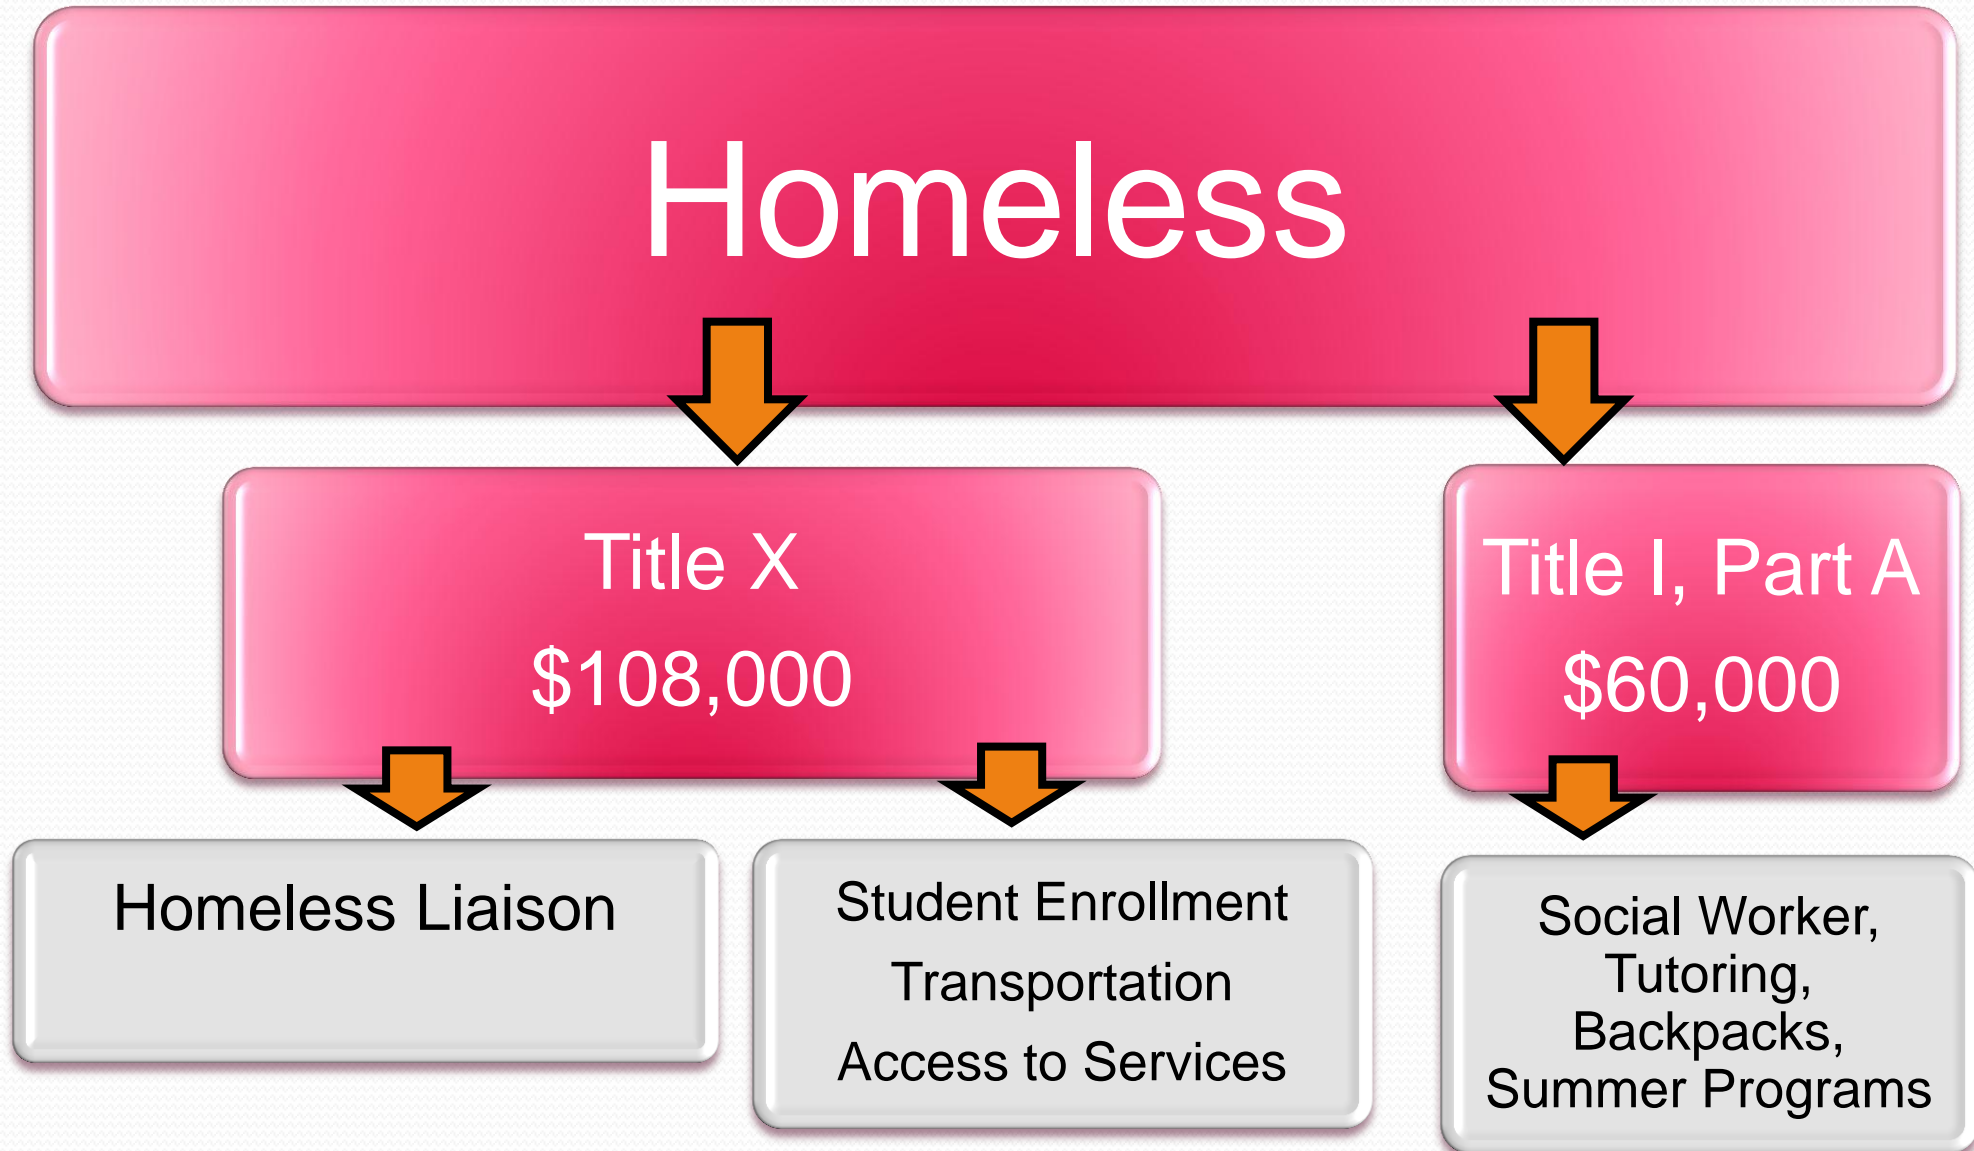 Homeless
Title X
$108,000
Title I, Part A
$60,000
Homeless Liaison
Student Enrollment
Transportation
Access to Services
Social Worker,
Tutoring,
Backpacks,
Summer Programs